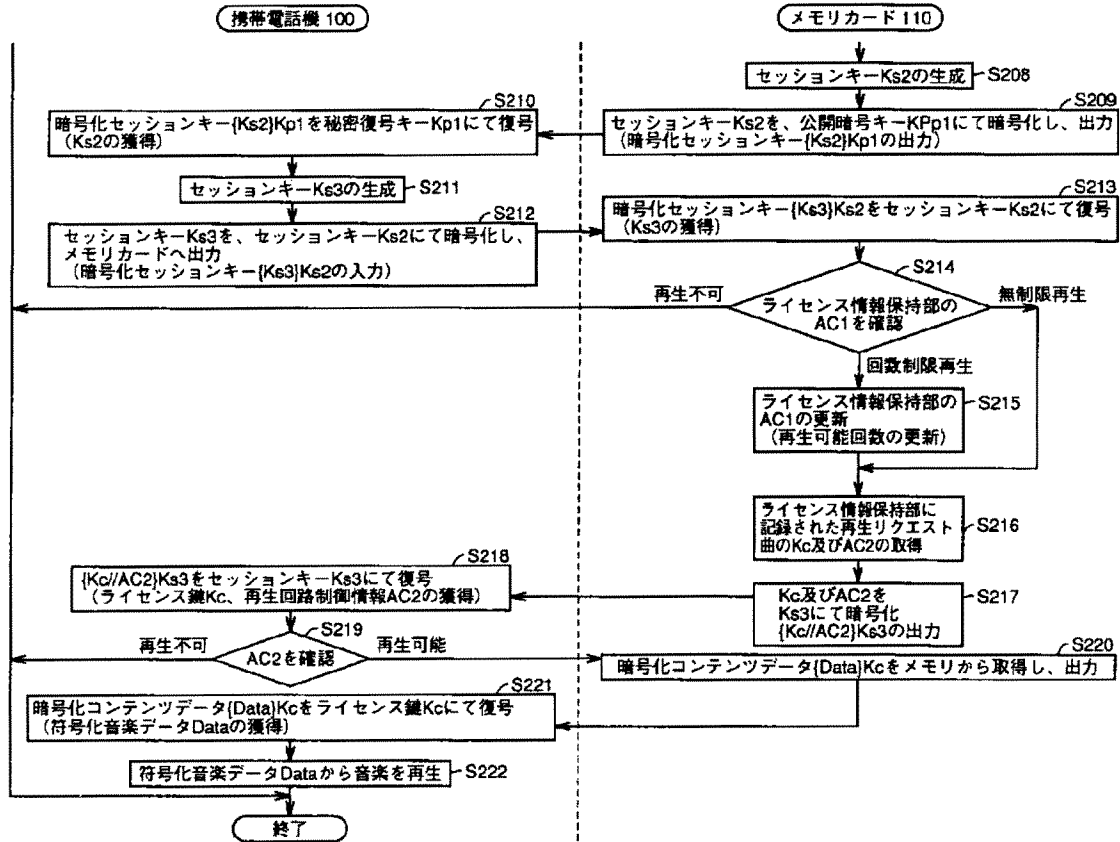 携帯電話機 100
メモリカード 110
セッションキーKs2の生成
S208
S209
セッションキーKs2を、公開暗号キーKPp1にて暗号化し、出力
（暗号化セッションキー{Ks2}Kp1の出力）
S210
暗号化セッションキー{Ks2}Kp1を秘密復号キーKp1にて復号
（Ks2の獲得）
セッションキーKs3の生成
S211
S212
セッションキーKs3を、セッションキーKs2にて暗号化し、
メモリカードへ出力
（暗号化セッションキー{Ks3}Ks2の入力）
S213
暗号化セッションキー{Ks3}Ks2をセッションキーKs2にて復号
（Ks3の獲得）
S214
再生不可
ライセンス情報保持部の
AC1を確認
無制限再生
回数制限再生
ライセンス情報保持部の
AC1の更新
（再生可能回数の更新）
S215
ライセンス情報保持部に
記録された再生リクエスト
曲のKc及びAC2の取得
S216
Kc及びAC2を
Ks3にて暗号化
{Kc//AC2}Ks3の出力
S217
S218
{Kc//AC2}Ks3をセッションキーKs3にて復号
（ライセンス鍵Kc、再生回路制御情報AC2の獲得）
S219
再生不可
AC2を確認
再生可能
S220
暗号化コンテンツデータ{Data}Kcをメモリから取得し、出力
S221
暗号化コンテンツデータ{Data}Kcをライセンス鍵Kcにて復号
（符号化音楽データDataの獲得）
符号化音楽データDataから音楽を再生
S222
終了